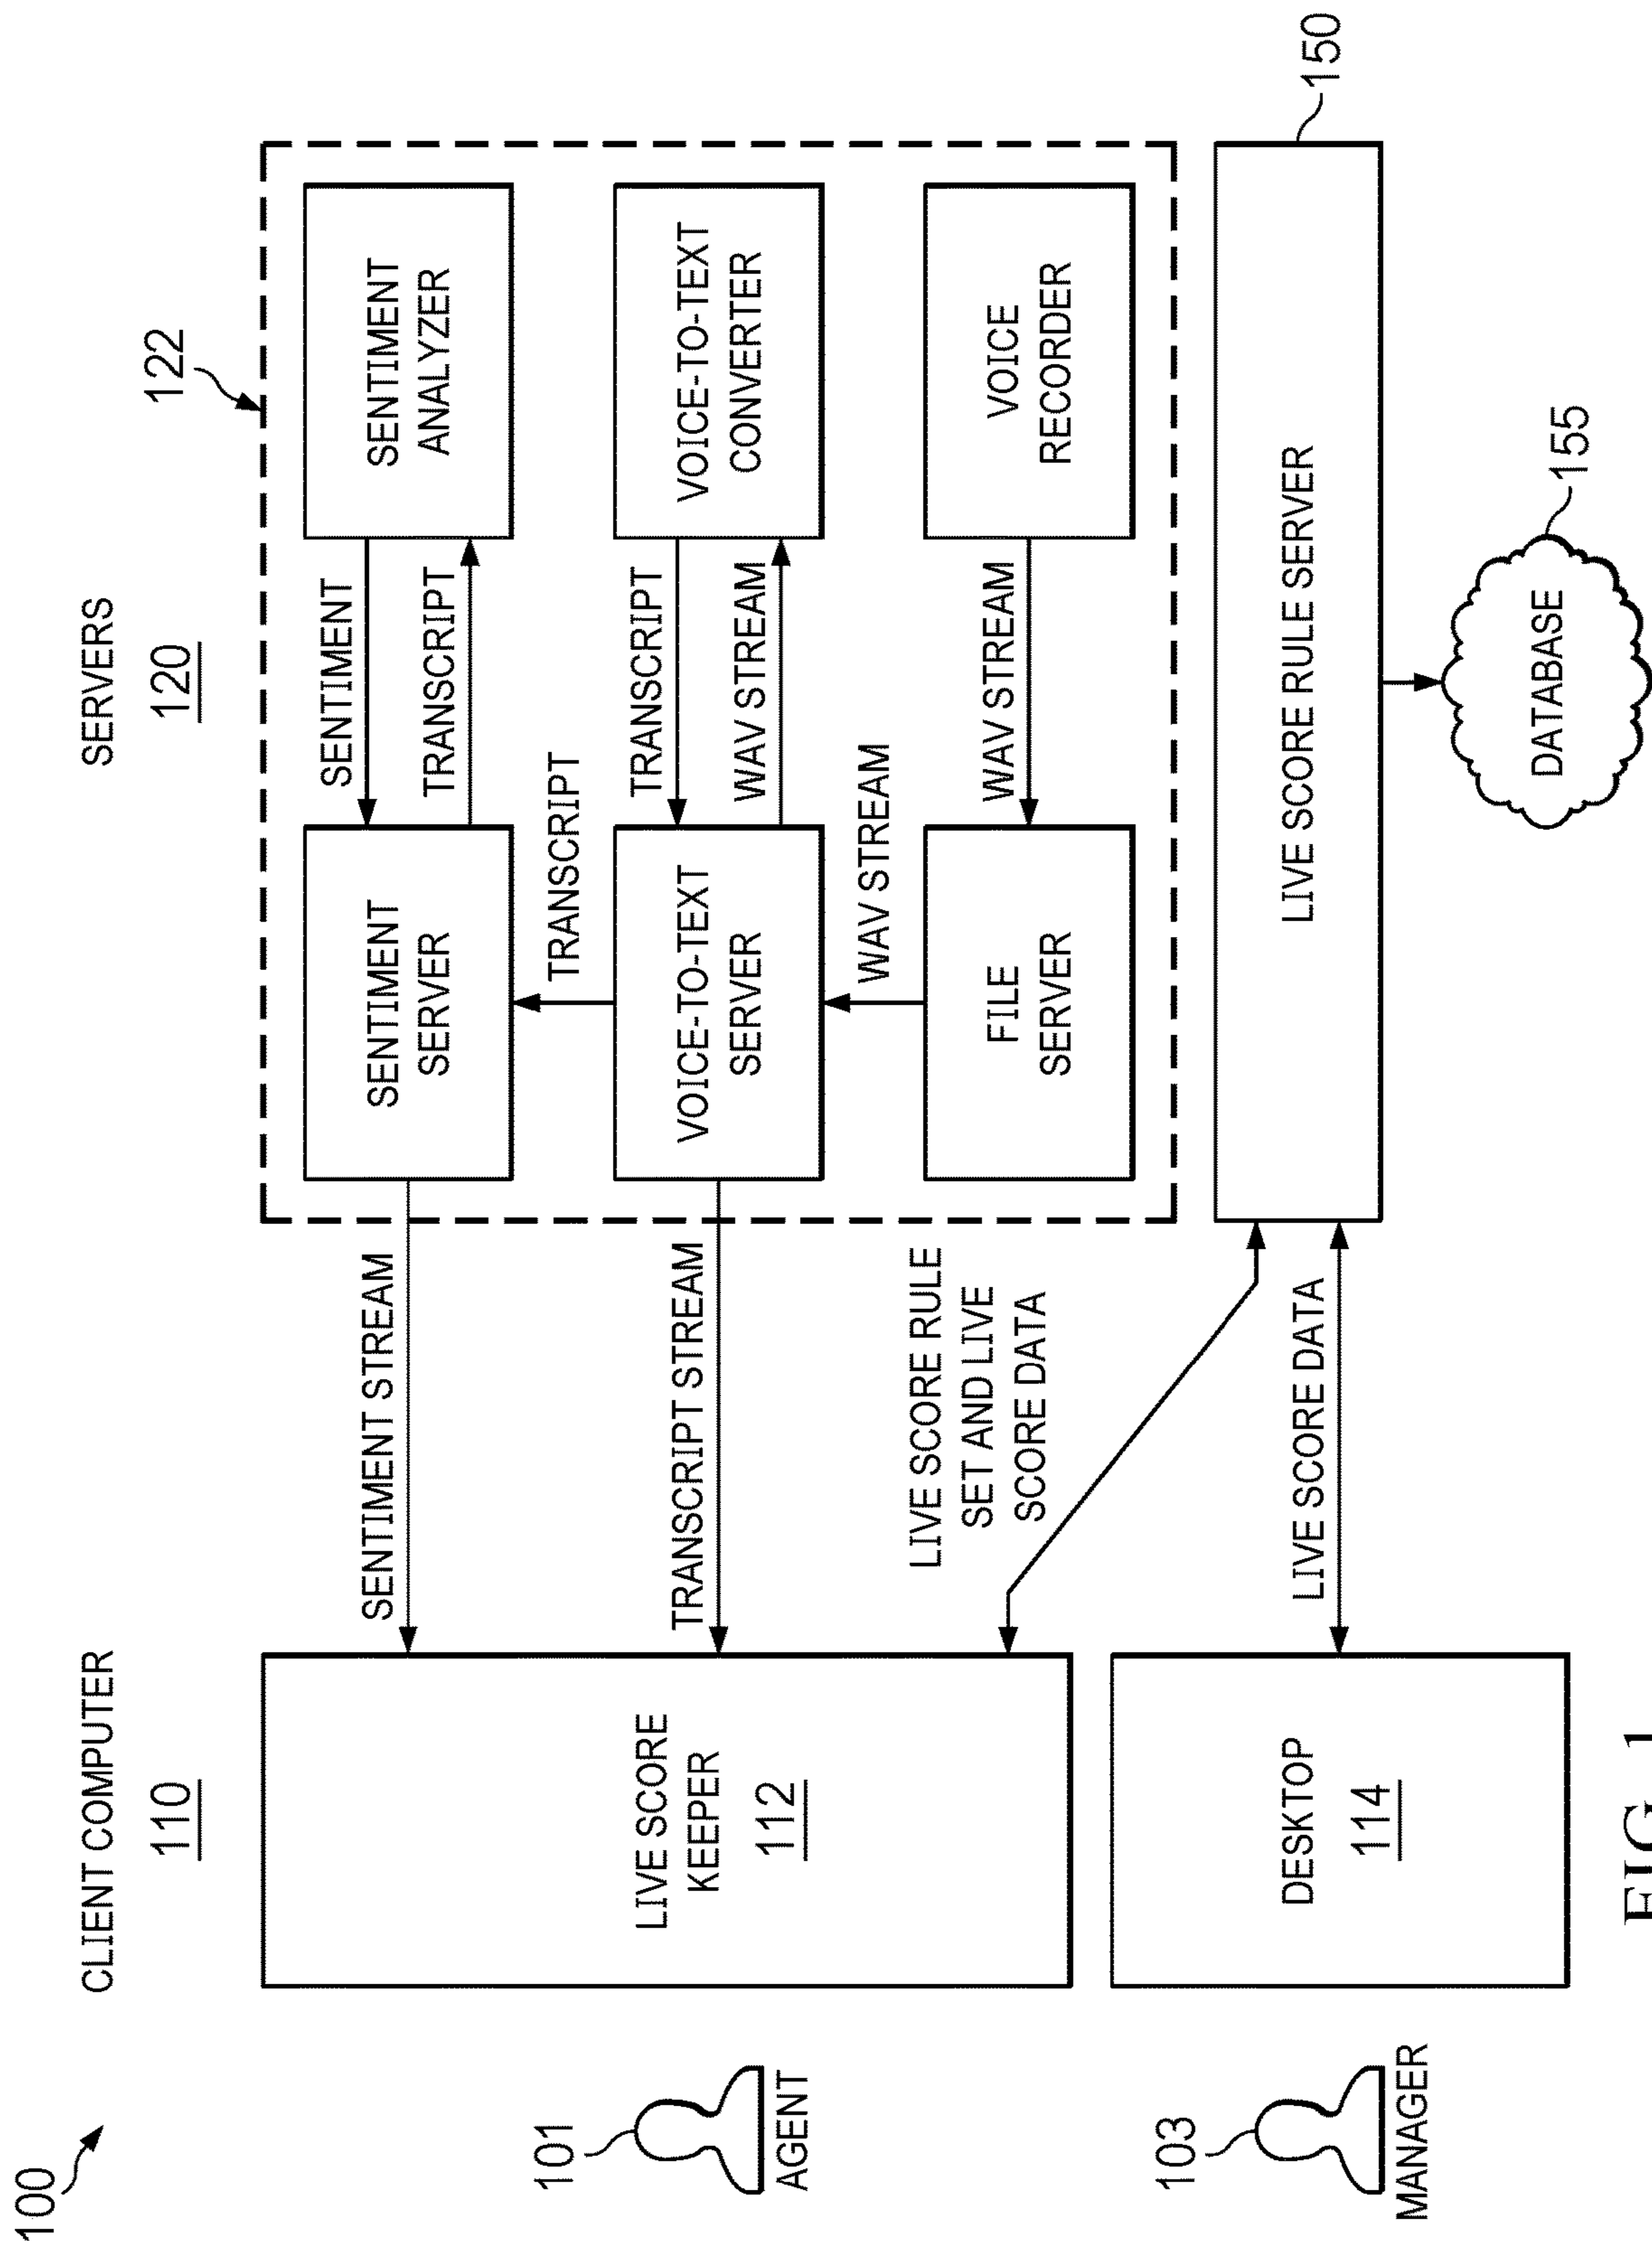 100
CLIENT COMPUTER
110
SERVERS
120
122
101
AGENT
LIVE SCORE
KEEPER
112
SENTIMENT STREAM
TRANSCRIPT STREAM
LIVE SCORE RULE
SET AND LIVE
SCORE DATA
SENTIMENT
SERVER
SENTIMENT
TRANSCRIPT
SENTIMENT
ANALYZER
TRANSCRIPT
VOICE-TO-TEXT
SERVER
TRANSCRIPT
WAV STREAM
VOICE-TO-TEXT
CONVERTER
WAV STREAM
FILE
SERVER
WAV STREAM
VOICE
RECORDER
103
MANAGER
DESKTOP
114
LIVE SCORE DATA
LIVE SCORE RULE SERVER
150
DATABASE
155
FIG. 1